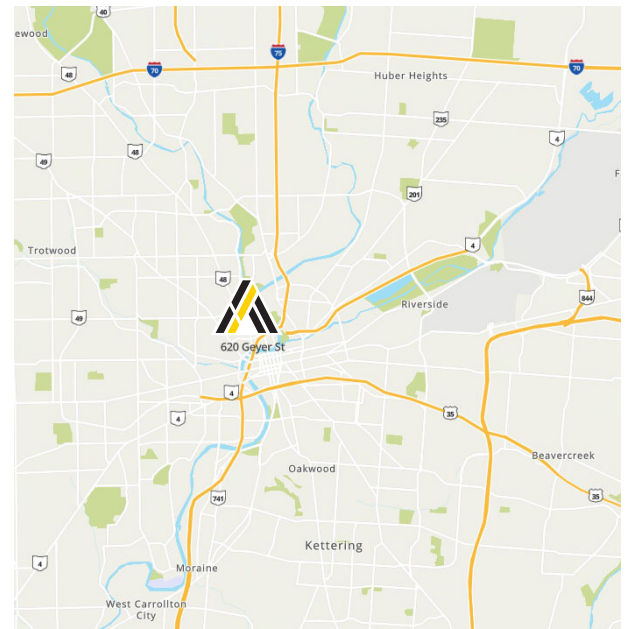 40
ewood
75
48
70
70
Huber Heights
235
4
48
49
F
201
4
Trotwood
48
844
Riverside
49
620 Geyer St
4
35
4
Beavercreek
Oakwood
35
741
Kettering
4
Moraine
West Carrollton
City